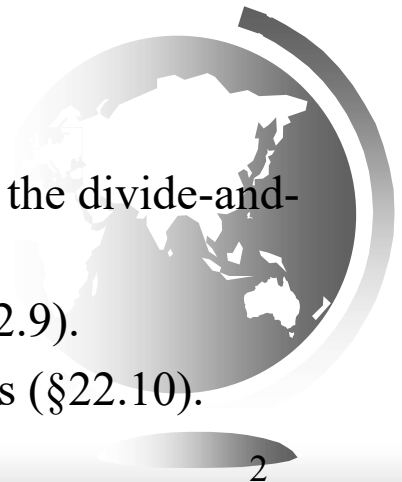 the divide-and-
2.9).
s (§22.10).
2